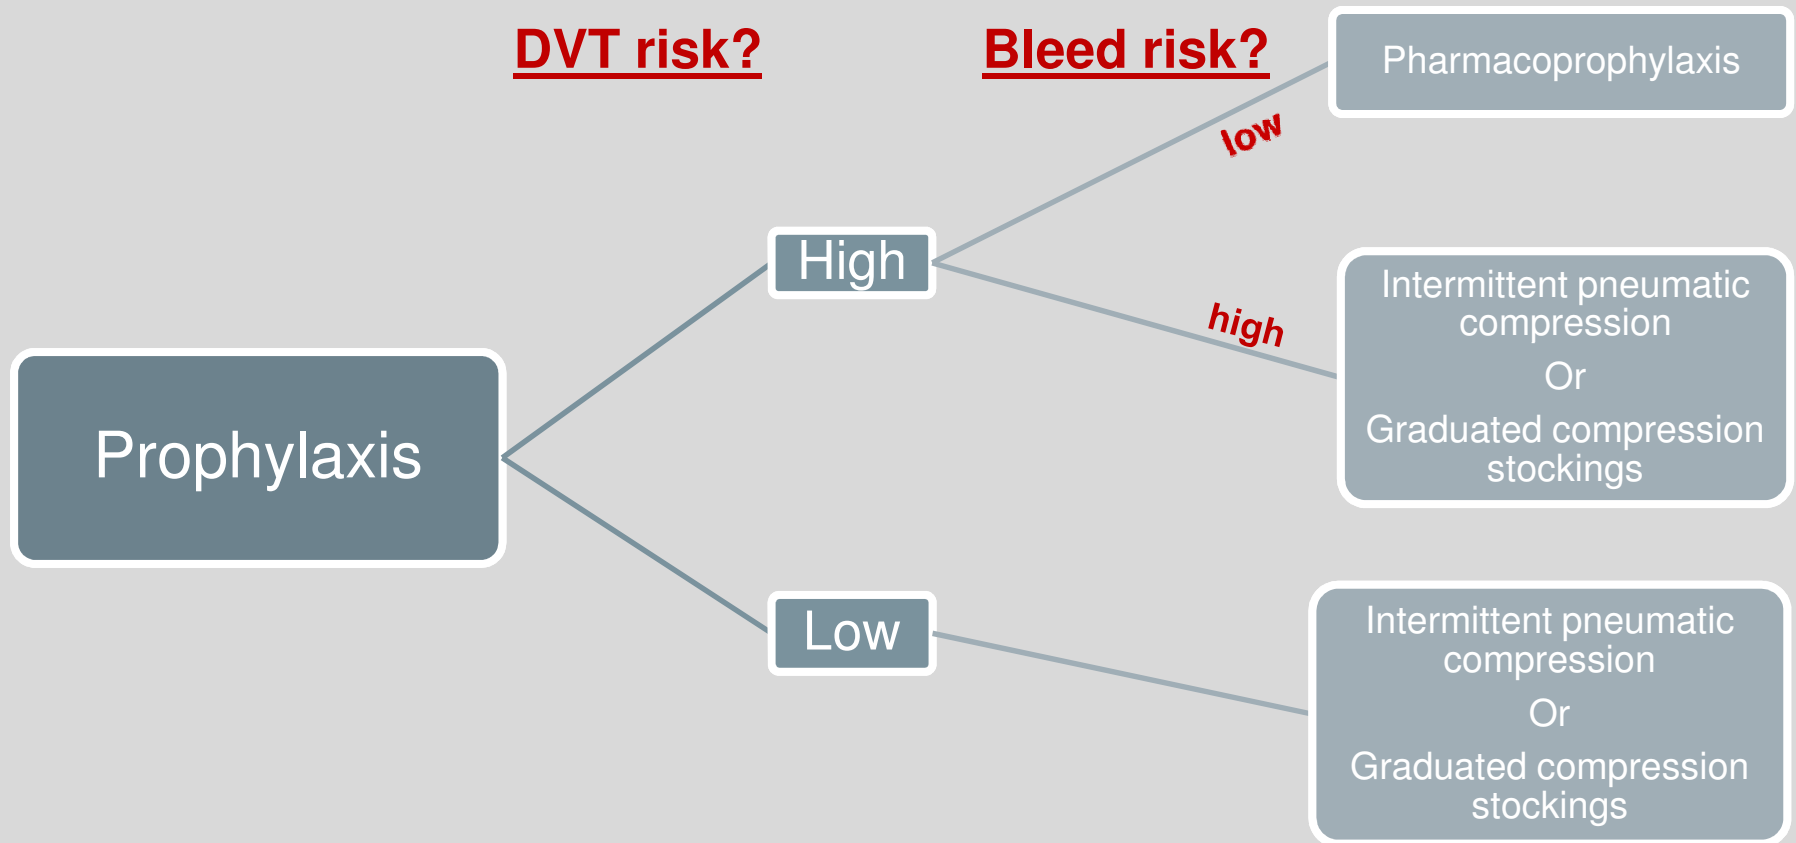 DVT risk?
Bleed risk?
Pharmacoprophylaxis
low
High
high
Intermittent pneumatic
compression
Or
Graduated compression
stockings
Prophylaxis
Low
Intermittent pneumatic
compression
Or
Graduated compression
stockings